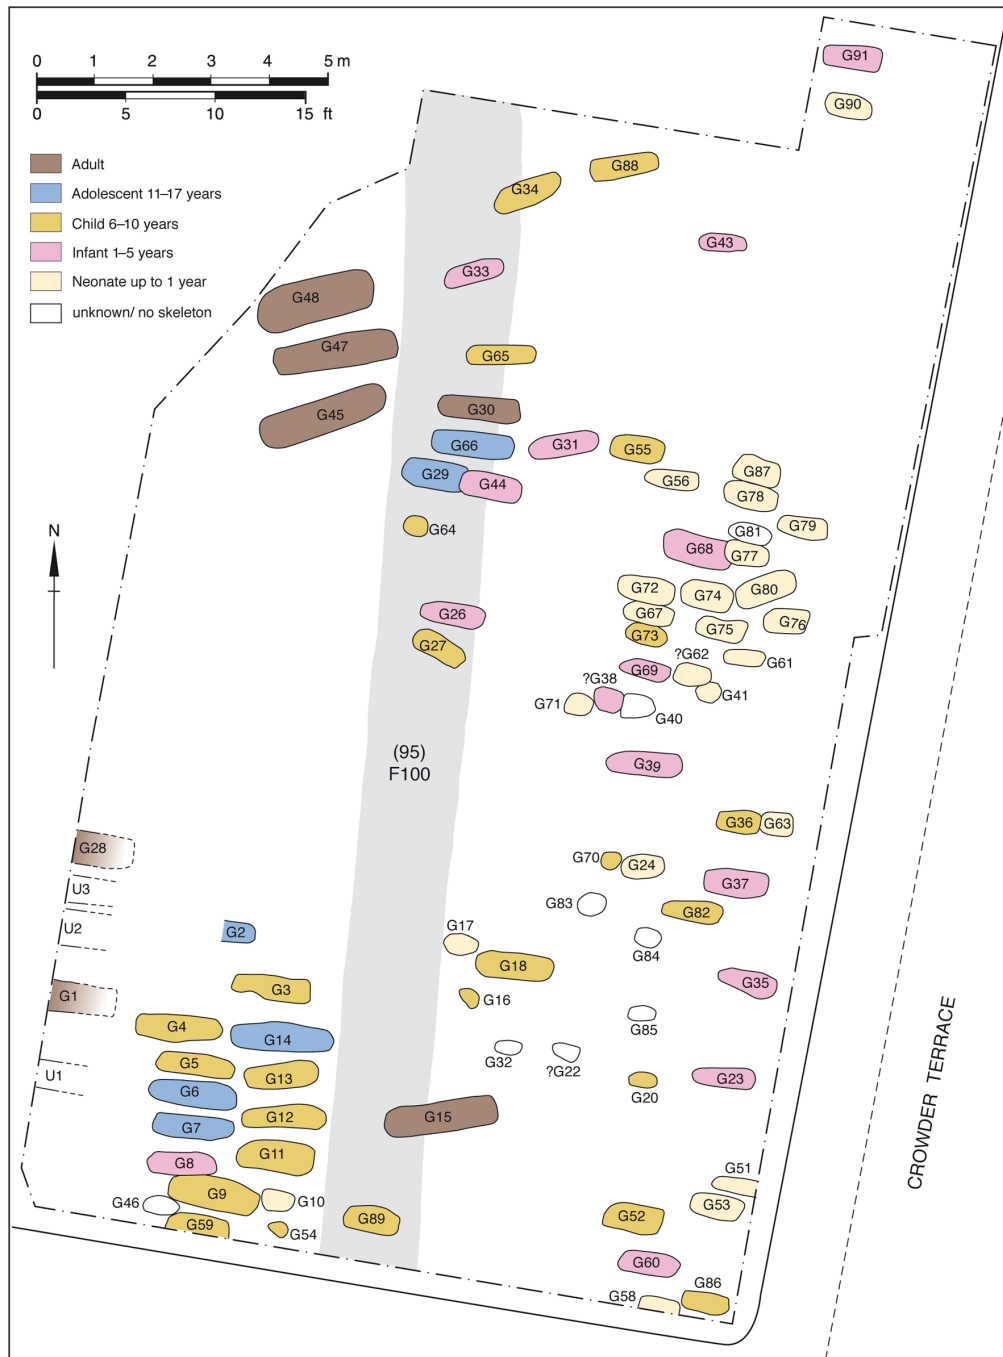 0 1 2 3 4 5 m
0 5 10 15 ft
Adult
Adolescent 11–17 years
Child 6–10 years
Infant 1–5 years
Neonate up to 1 year
unknown/ no skeleton
G91
G90
G88
G34
G43
G33
G48
G47
G65
G45
G30
G66
G31
G55
G29
G44
G56
G87
G78
G64
G79
G81
G68
G77
N
G72
G74
G80
G26
G67
G75
G76
G27
G73
?G62
G61
G69
?G38
G41
G71
G40
(95)
F100
G39
G36
G63
G28
G70
G24
U3
G37
G83
G82
U2
G2
G17
G84
G18
G1
G3
G35
G16
G4
G85
G14
G32
?G22
G5
U1
G13
G23
G6
G20
G12
G15
G7
CROWDER TERRACE
G11
G8
G51
G9
G10
G46
G53
G59
G54
G89
G52
G60
G86
G58